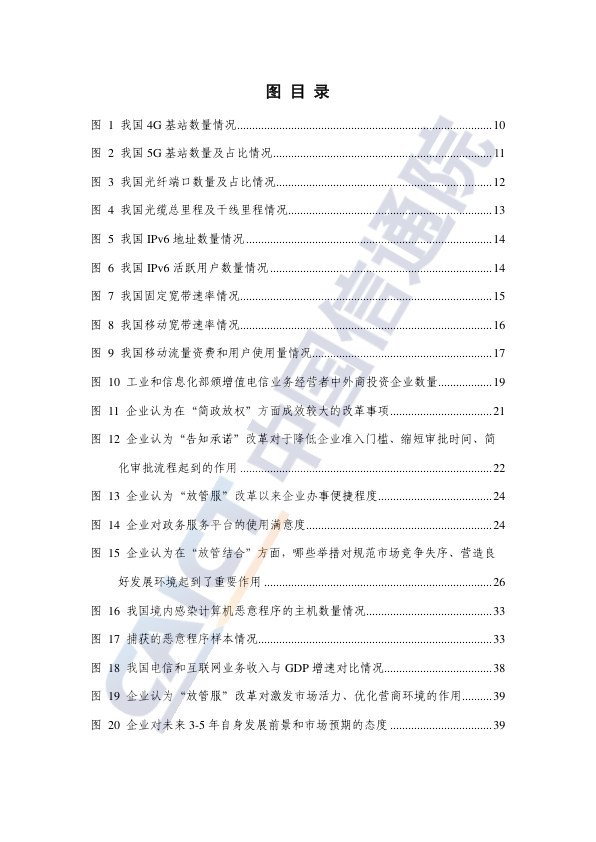 图 目 录
图 1 我国 4G 基站数量情况........................................10
图 2 我国 5G 基站数量及占比情况........................................11
图 3 我国光纤端口数量及占比情况........................................12
图 4 我国光缆总里程及干线里程情况........................................13
图 5 我国 IPv6 地址数量情况........................................14
图 6 我国 IPv6 活跃用户数量情况........................................14
图 7 我国固定宽带速率情况........................................15
图 8 我国移动宽带速率情况........................................16
图 9 我国移动流量资费和用户使用量情况........................................17
图 10 工业和信息化部颁增值电信业务经营者中外商投资企业数量..................19
图 11 企业认为在“简政放权”方面成效较大的改革事项..................................21
图 12 企业认为“告知承诺”改革对于降低企业准入门槛、缩短审批时间、简
化审批流程起到的作用........................................22
图 13 企业认为“放管服”改革以来企业办事便捷程度......................................24
图 14 企业对政务服务平台的使用满意度........................................24
图 15 企业认为在“放管结合”方面，哪些举措对规范市场竞争失序、营造良
好发展环境起到了重要作用........................................26
图 16 我国境内感染计算机恶意程序的主机数量情况........................................33
图 17 捕获的恶意程序样本情况........................................33
图 18 我国电信和互联网业务收入与 GDP 增速对比情况....................................38
图 19 企业认为“放管服”改革对激发市场活力、优化营商环境的作用..........39
图 20 企业对未来 3-5 年自身发展前景和市场预期的态度..................................39
CAICT 中国信通院